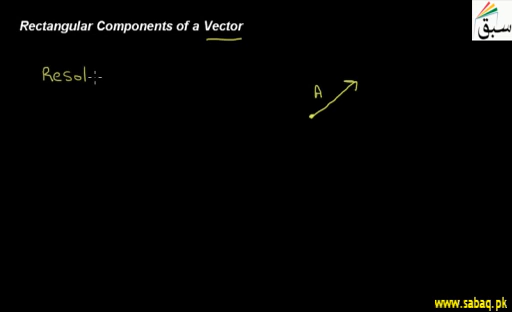 Rectangular Components of a Vector
سبق
Resol
A
www.sabaq.pk